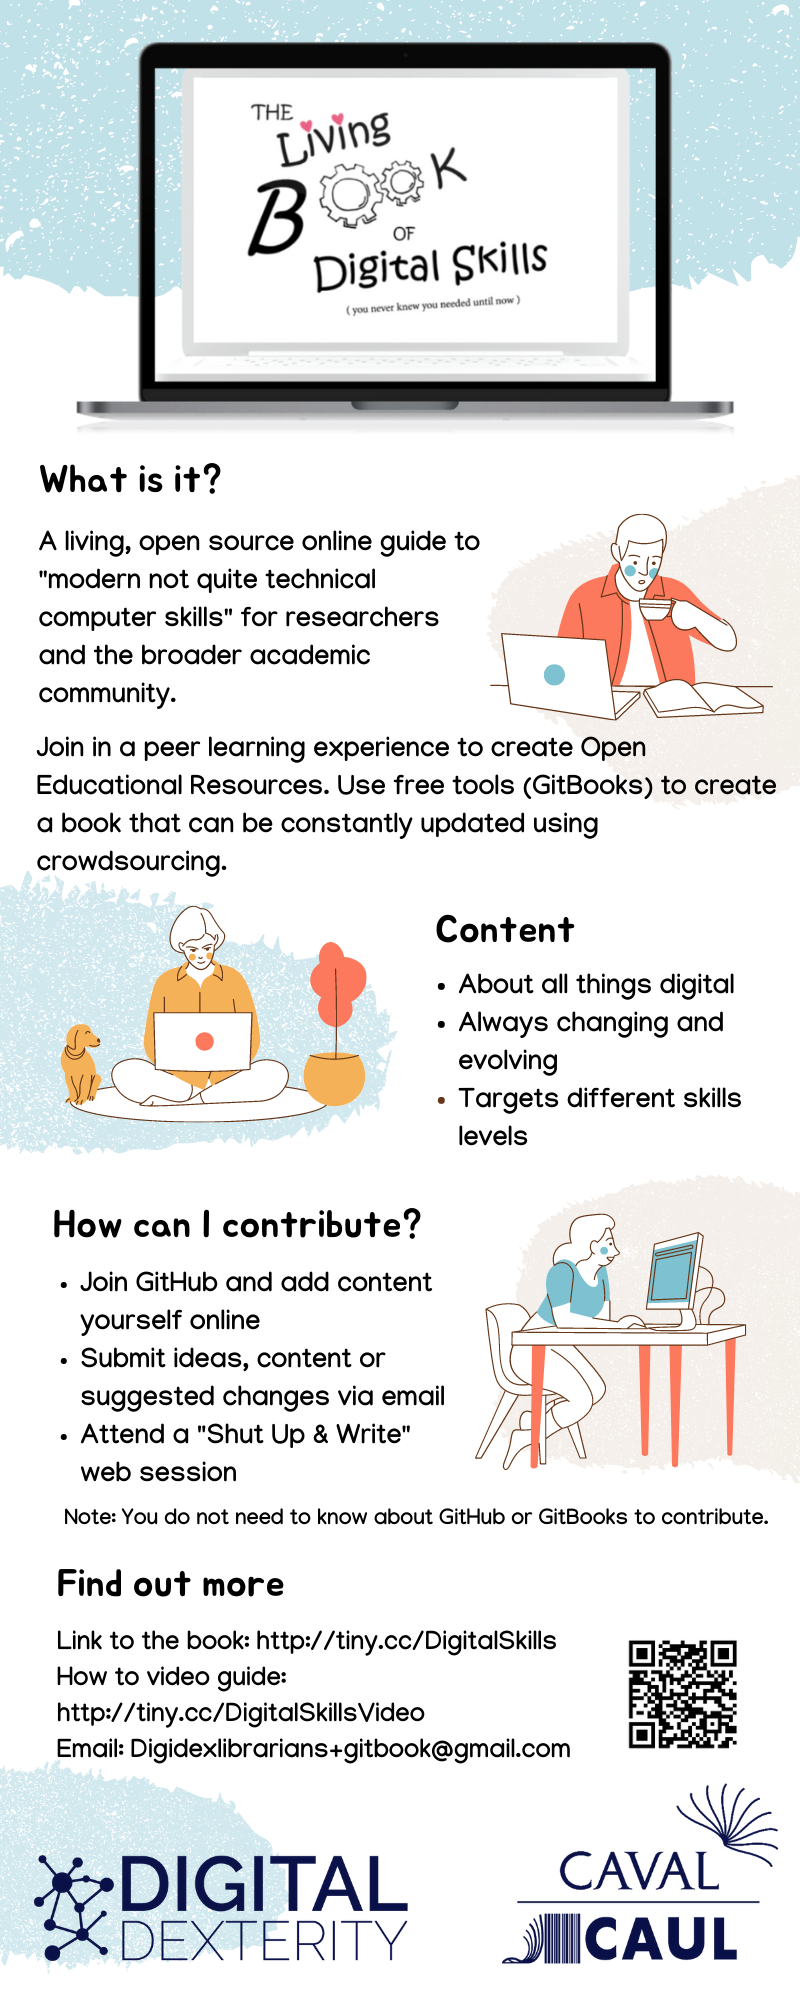 THE
Living
BOOK
OF
Digital Skills
( you never knew you needed until now )
What is it?
A living, open source online guide to
"modern not quite technical
computer skills" for researchers
and the broader academic
community.
Join in a peer learning experience to create Open
Educational Resources. Use free tools (GitBooks) to create
a book that can be constantly updated using
crowdsourcing.
Content
• About all things digital
• Always changing and
evolving
• Targets different skills
levels
How can I contribute?
• Join GitHub and add content
yourself online
• Submit ideas, content or
suggested changes via email
• Attend a "Shut Up & Write"
web session
Note: You do not need to know about GitHub or GitBooks to contribute.
Find out more
Link to the book: http://tiny.cc/DigitalSkills
How to video guide:
http://tiny.cc/DigitalSkillsVideo
Email: Digidexlibrarians+gitbook@gmail.com
DIGITAL
DEXTERITY
CAVAL
CAUL